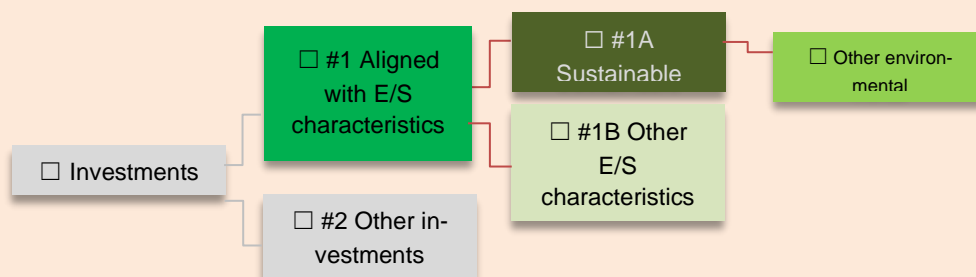 ☐ Investments
☐ #1 Aligned
with E/S
characteristics
☐ #2 Other in-
vestments
☐ #1A
Sustainable
☐ #1B Other
E/S
characteristics
☐ Other environ-
mental